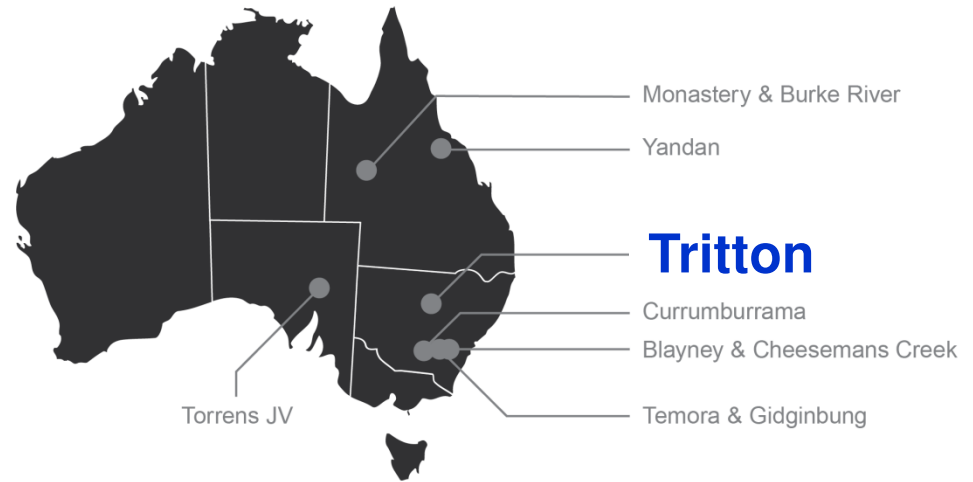 Monastery & Burke River
Yandan
Tritton
Currumburrama
Blayney & Cheesemans Creek
Torrens JV
Temora & Gidginbung